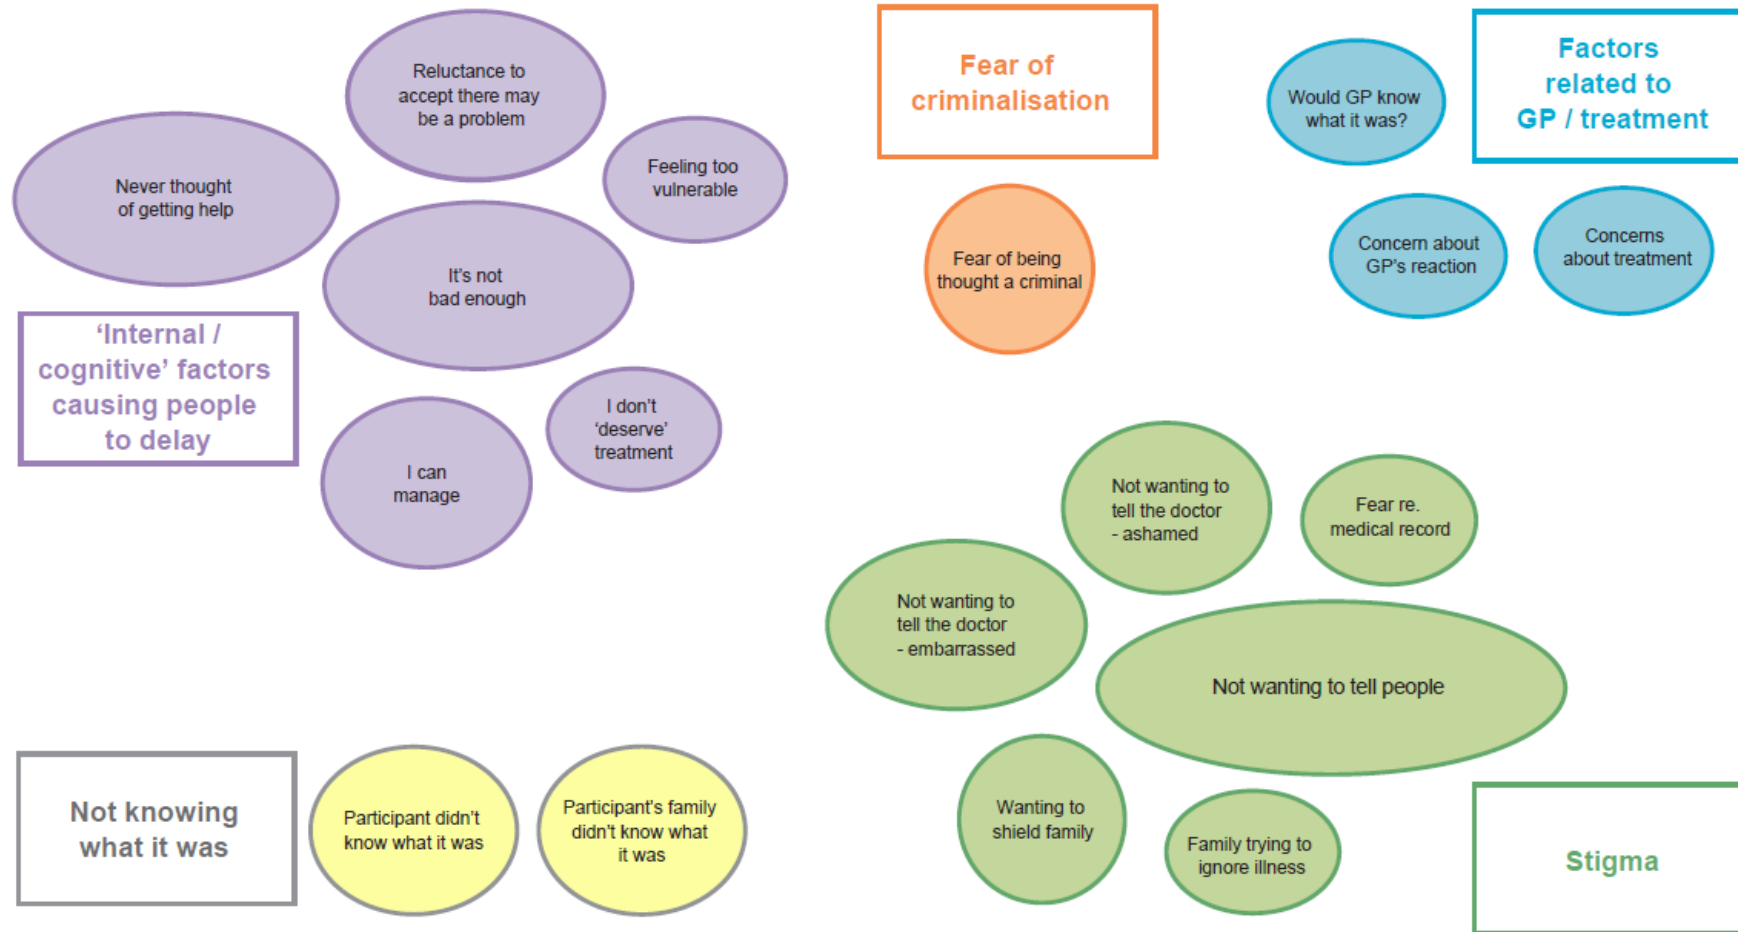 Reluctance to
accept there may
be a problem
Never thought
of getting help
Feeling too
vulnerable
It's not
bad enough
‘Internal /
cognitive’ factors
causing people
to delay
I don’t
‘deserve’
treatment
I can
manage
Fear of
criminalisation
Fear of being
thought a criminal
Factors
related to
GP / treatment
Would GP know
what it was?
Concern about
GP's reaction
Concerns
about treatment
Not wanting to
tell the doctor
- ashamed
Fear re.
medical record
Not wanting to
tell the doctor
- embarrassed
Not wanting to tell people
Wanting to
shield family
Family trying to
ignore illness
Stigma
Not knowing
what it was
Participant didn’t
know what it was
Participant's family
didn’t know what
it was